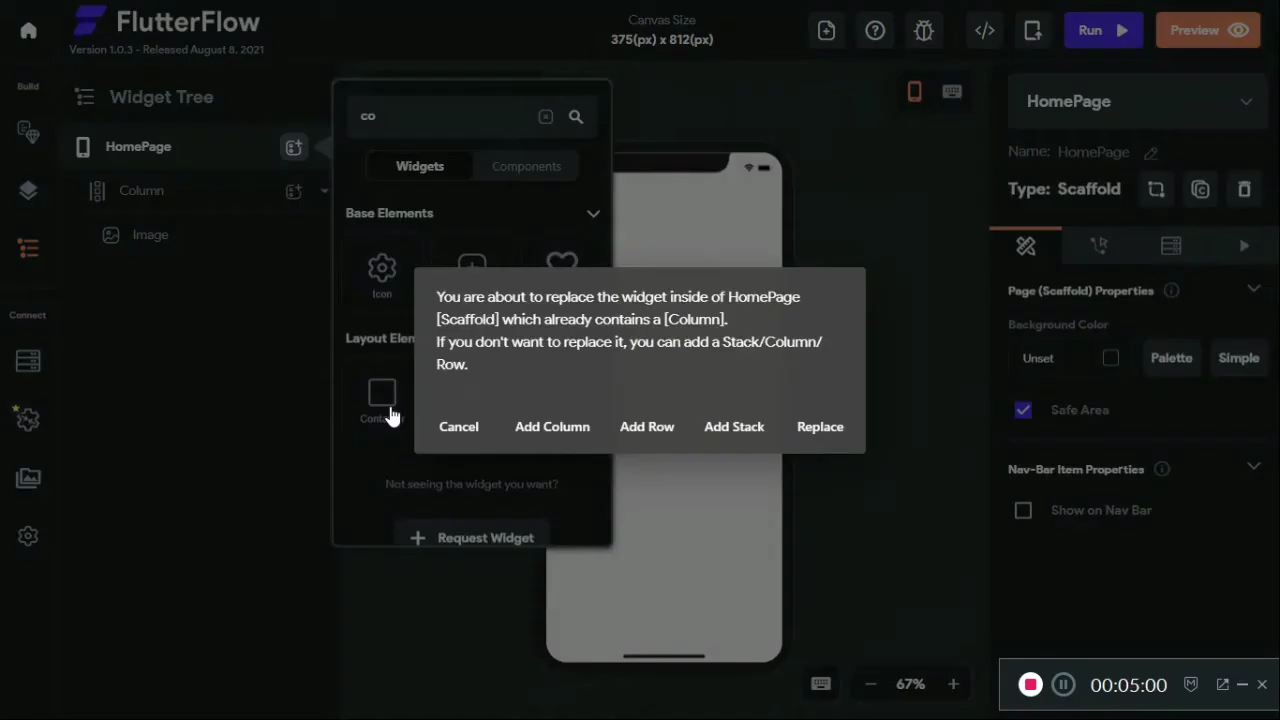 FlutterFlow
Version 1.0.3 - Released August 8, 2021
Canvas Size
375(px) x 812(px)
Run
Preview
Build
Widget Tree
HomePage
Column
Image
Connect
co
Widgets
Components
Base Elements
Icon
Layout Elem
You are about to replace the widget inside of HomePage
[Scaffold] which already contains a [Column].
If you don't want to replace it, you can add a Stack/Column/
Row.
Cancel
Add Column
Add Row
Add Stack
Replace
Not seeing the widget you want?
Request Widget
67%
HomePage
Name: HomePage
Type: Scaffold
Page (Scaffold) Properties
Background Color
Unset
Palette
Simple
Safe Area
Nav-Bar Item Properties
Show on Nav Bar
00:05:00